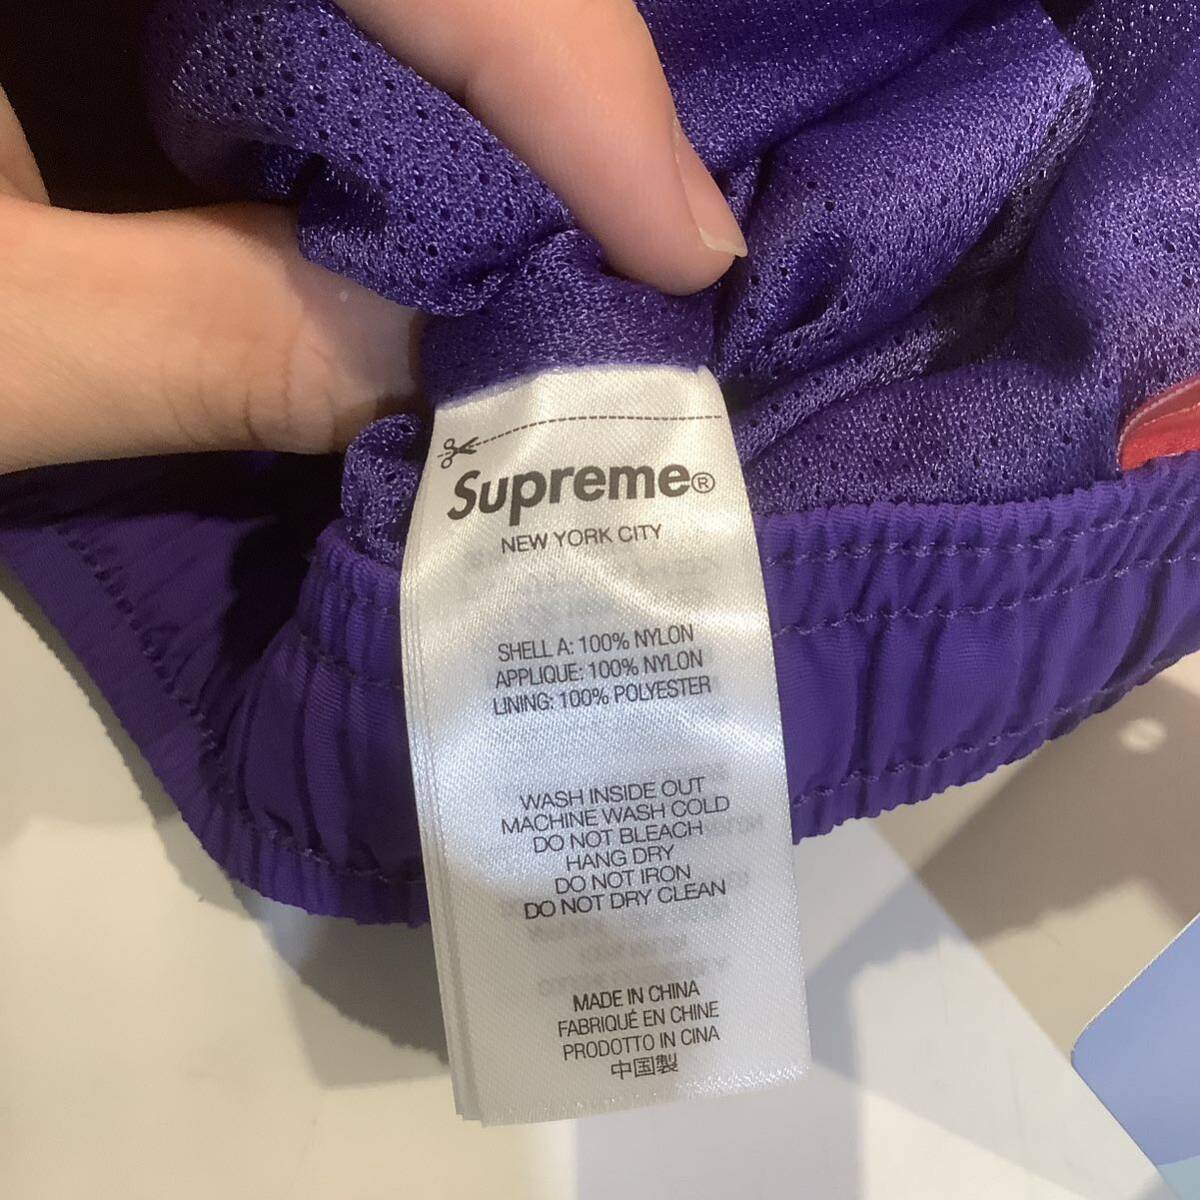 Supreme®
NEW YORK CITY
SHELL A: 100% NYLON
APPLIQUE: 100% NYLON
LINING: 100% POLYESTER
WASH INSIDE OUT
MACHINE WASH COLD
DO NOT BLEACH
HANG DRY
DO NOT IRON
DO NOT DRY CLEAN
MADE IN CHINA
FABRIQUÉ EN CHINE
PRODOTTO IN CINA
中国製